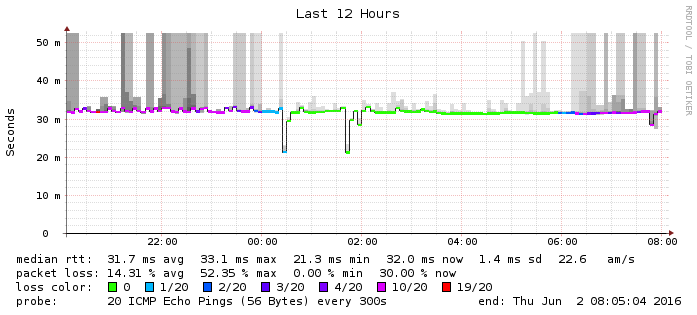 Last 12 Hours
RRDTOOL / TOBI OETIKER
Seconds
50 m
40 m
30 m
20 m
10 m
0
22:00 00:00 02:00 04:00 06:00 08:00
median rtt: 31.7 ms avg 33.1 ms max 21.3 ms min 32.0 ms now 1.4 ms sd 22.6 am/s
packet loss: 14.31 % avg 52.35 % max 0.00 % min 30.00 % now
loss color: 0 1/20 2/20 3/20 4/20 10/20 19/20
probe: 20 ICMP Echo Pings (56 Bytes) every 300s end: Thu Jun 2 08:05:04 2016